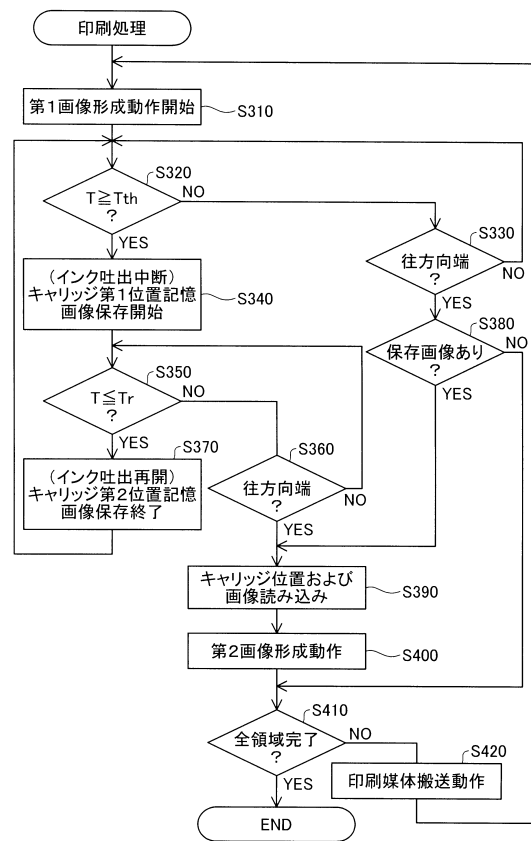 印刷処理
第1画像形成動作開始
S310
T≧Tth
?
S320
NO
YES
往方向端
?
S330
NO
YES
(インク吐出中断)
キャリッジ第1位置記憶
画像保存開始
S340
保存画像あり
?
S380
NO
YES
T≦Tr
?
S350
NO
YES
(インク吐出再開)
キャリッジ第2位置記憶
画像保存終了
S370
往方向端
?
S360
NO
YES
キャリッジ位置および
画像読み込み
S390
第2画像形成動作
S400
全領域完了
?
S410
NO
YES
印刷媒体搬送動作
S420
END